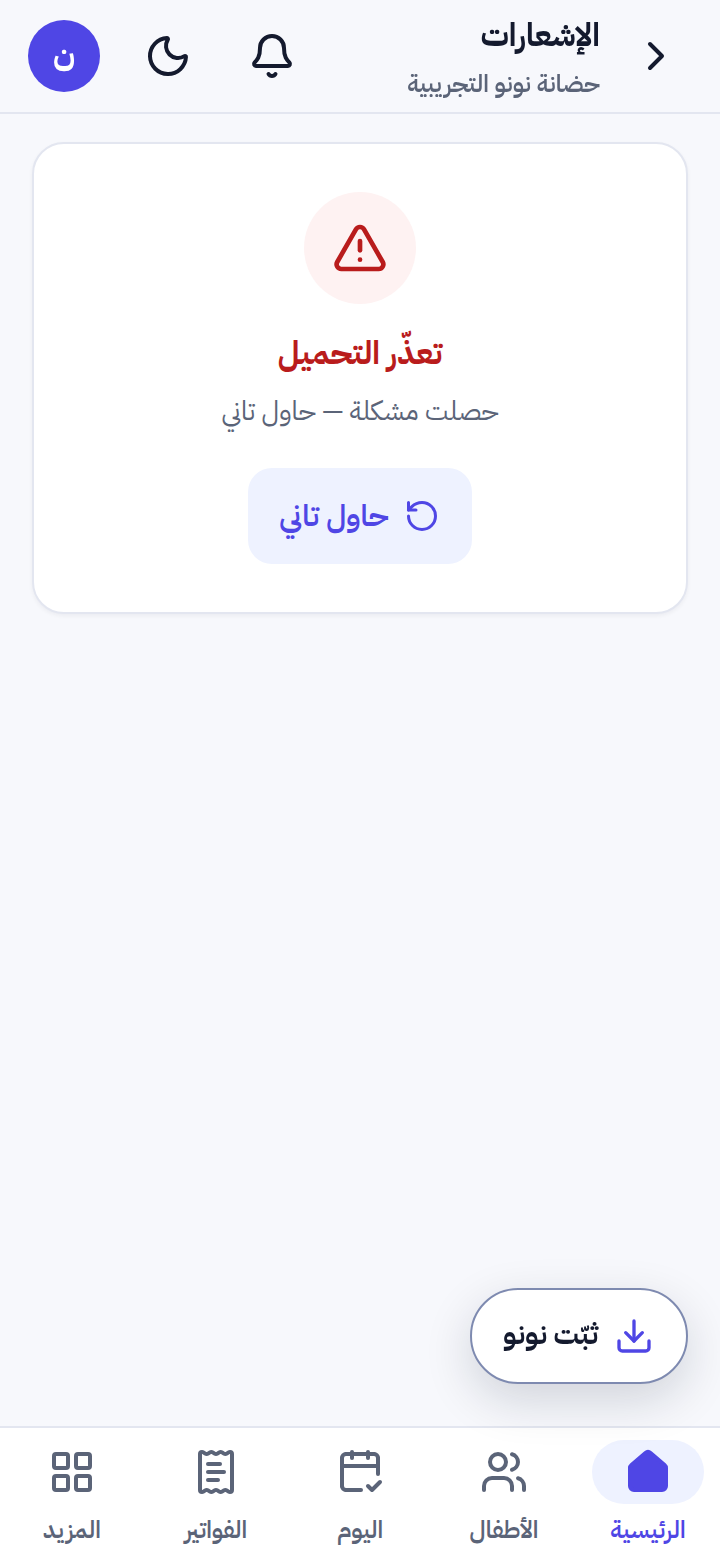 الإشعارات
حضانة نونو التجريبية
ن
تعذّر التحميل
حصلت مشكلة — حاول تاني
حاول تاني
ثبّت نونو
الرئيسية
الأطفال
اليوم
الفواتير
المزيد